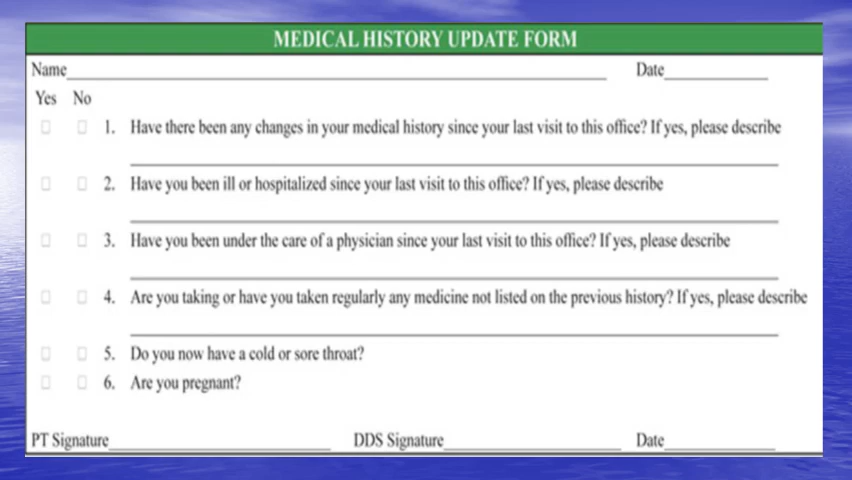 MEDICAL HISTORY UPDATE FORM
Name Date
Yes No
1. Have there been any changes in your medical history since your last visit to this office? If yes, please describe
2. Have you been ill or hospitalized since your last visit to this office? If yes, please describe
3. Have you been under the care of a physician since your last visit to this office? If yes, please describe
4. Are you taking or have you taken regularly any medicine not listed on the previous history? If yes, please describe
5. Do you now have a cold or sore throat?
6. Are you pregnant?
PT Signature DDS Signature Date